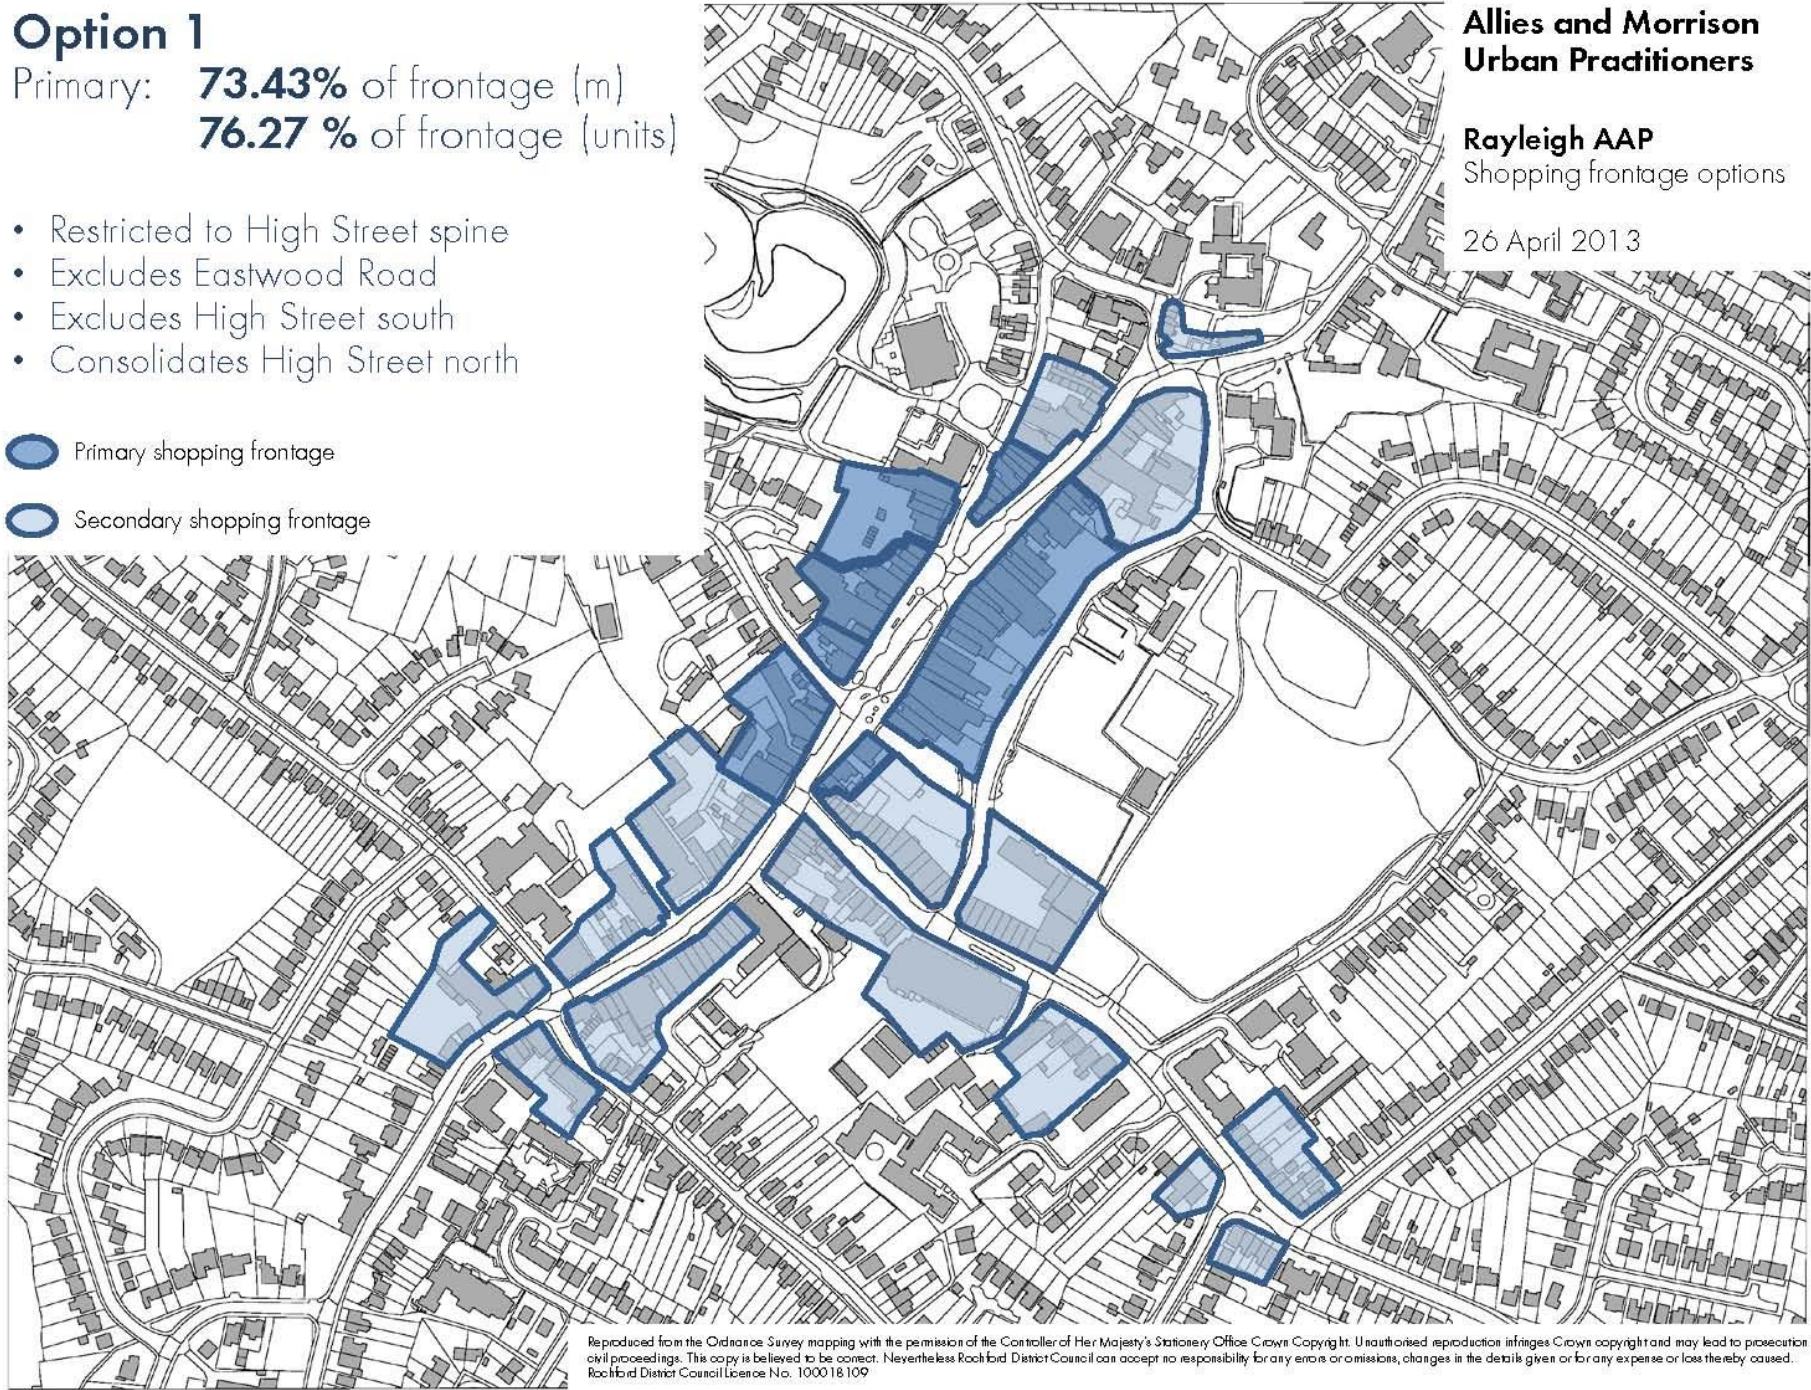 Option 1
Primary: 73.43% of frontage (m)
76.27 % of frontage (units)
• Restricted to High Street spine
• Excludes Eastwood Road
• Excludes High Street south
• Consolidates High Street north
Primary shopping frontage
Secondary shopping frontage
Allies and Morrison
Urban Practitioners
Rayleigh AAP
Shopping frontage options
26 April 2013
Reproduced from the Ordnance Survey mapping with the permission of the Controller of Her Majesty's Stationery Office Crown Copyright. Unauthorised reproduction infringes Crown copyright and may lead to prosecution
civil proceedings. This copy is believed to be correct. Nevertheless Rochford District Council can accept no responsibility for any errors or omissions, changes in the details given or for any expense or loss thereby caused.
Rochford District Council Licence No. 100018109